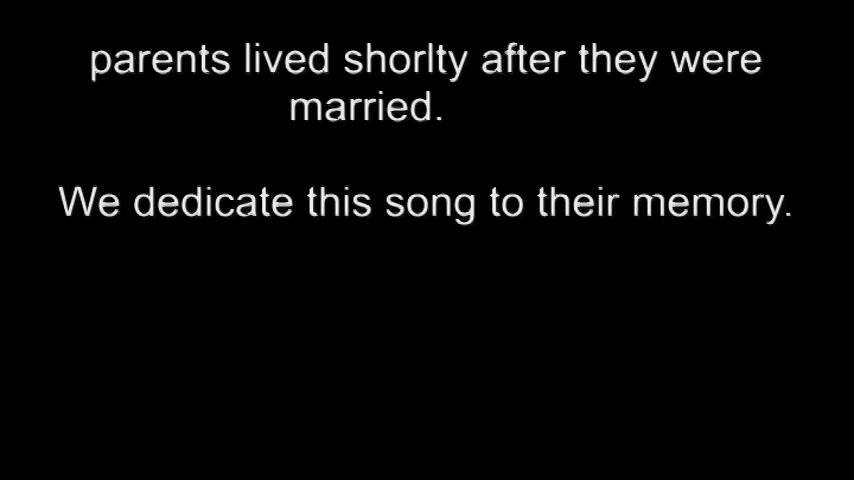 parents lived shorlty after they were
married.
We dedicate this song to their memory.